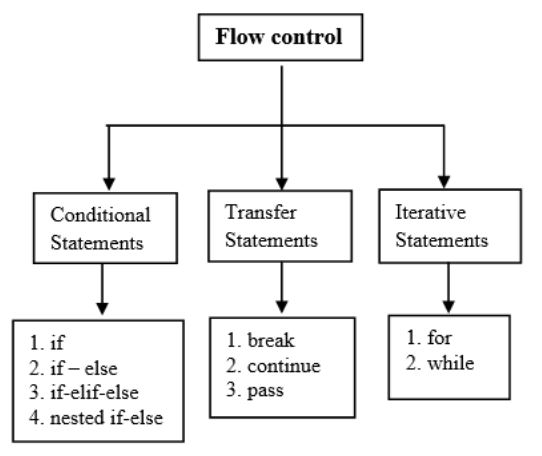 Flow control
Conditional
Statements
Transfer
Statements
Iterative
Statements
1. if
2. if – else
3. if-elif-else
4. nested if-else
1. break
2. continue
3. pass
1. for
2. while